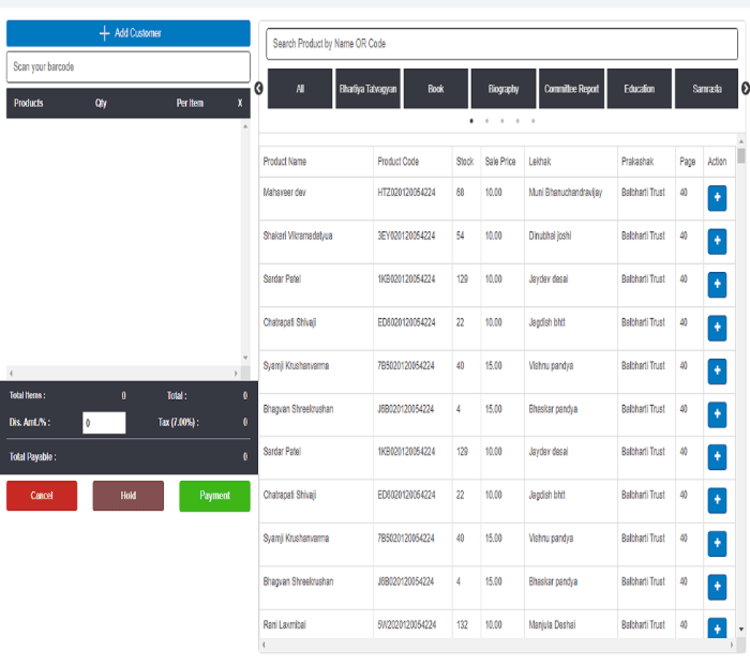 Add Customer
Scan your barcode
Products Qty Per Item X
Total Items : 0 Total : 0
Dis. Amt./% : 0 Tax (7.00%) : 0
Total Payable : 0
Cancel Hold Payment
Search Product by Name OR Code
All Bhartiya Tatvagyan Book Biography Committee Report Education Samrasta
Product Name Product Code Stock Sale Price Lekhak Prakashak Page Action
Mahaveer dev HTZ020120054224 68 10.00 Muni Bhanuchandravijay Balbharti Trust 40
Shakari Vikramadatyua 3EY020120054224 54 10.00 Dinubhai joshi Balbharti Trust 40
Sardar Patel 1KB020120054224 129 10.00 Jaydev desai Balbharti Trust 40
Chatrapati Shivaji ED6020120054224 22 10.00 Jagdish bhtt Balbharti Trust 40
Syamji Krushanvarma 7B5020120054224 40 15.00 Vishnu pandya Balbharti Trust 40
Bhagvan Shreekrushan J6B020120054224 4 15.00 Bhaskar pandya Balbharti Trust 40
Sardar Patel 1KB020120054224 129 10.00 Jaydev desai Balbharti Trust 40
Chatrapati Shivaji ED6020120054224 22 10.00 Jagdish bhtt Balbharti Trust 40
Syamji Krushanvarma 7B5020120054224 40 15.00 Vishnu pandya Balbharti Trust 40
Bhagvan Shreekrushan J6B020120054224 4 15.00 Bhaskar pandya Balbharti Trust 40
Rani Laxmibai 5W2020120054224 132 10.00 Manjula Deshai Balbharti Trust 40